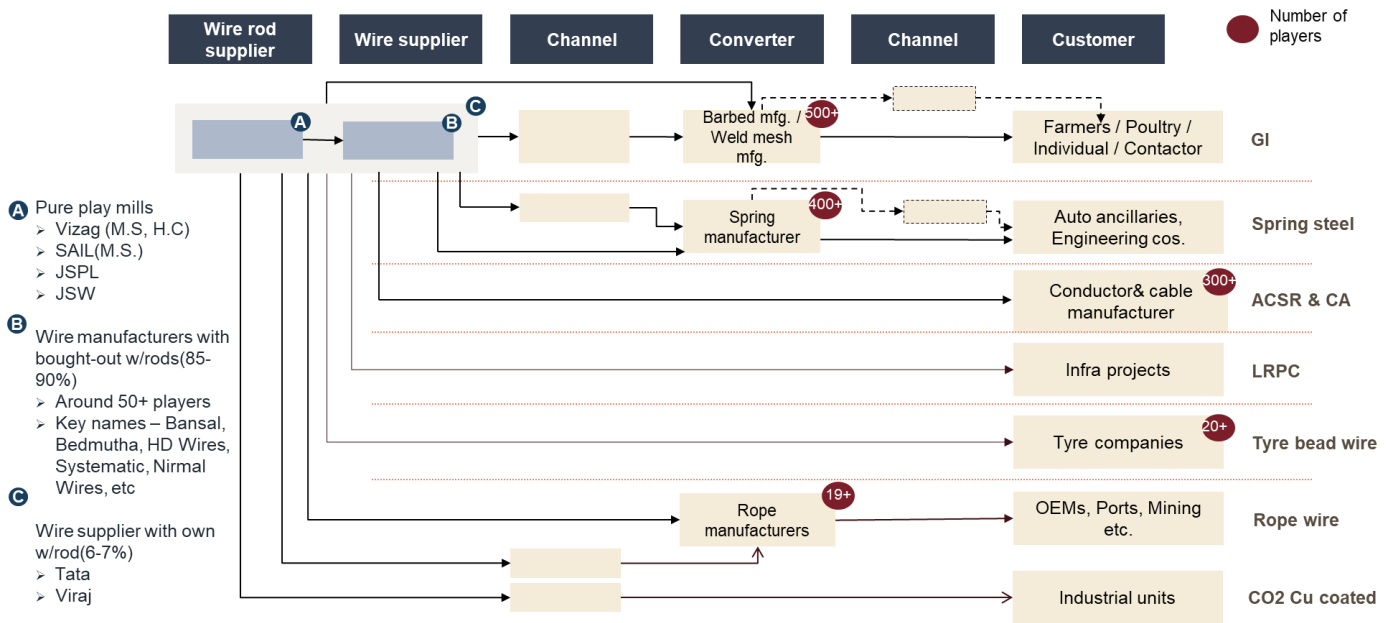 Wire rod
supplier
Wire supplier
Channel
Converter
Channel
Customer
Number of
players
A
B
C
Barbed mfg. /
Weld mesh
mfg.
500+
Farmers / Poultry /
Individual / Contactor
GI
Spring
manufacturer
400+
Auto ancillaries,
Engineering cos.
Spring steel
Conductor& cable
manufacturer
300+
ACSR & CA
Infra projects
LRPC
Tyre companies
20+
Tyre bead wire
Rope
manufacturers
19+
OEMs, Ports, Mining
etc.
Rope wire
Industrial units
CO2 Cu coated
A Pure play mills
➢ Vizag (M.S, H.C)
➢ SAIL(M.S.)
➢ JSPL
➢ JSW
B
Wire manufacturers with
bought-out w/rods(85-
90%)
➢ Around 50+ players
➢ Key names – Bansal,
Bedmutha, HD Wires,
Systematic, Nirmal
Wires, etc
C
Wire supplier with own
w/rod(6-7%)
➢ Tata
➢ Viraj